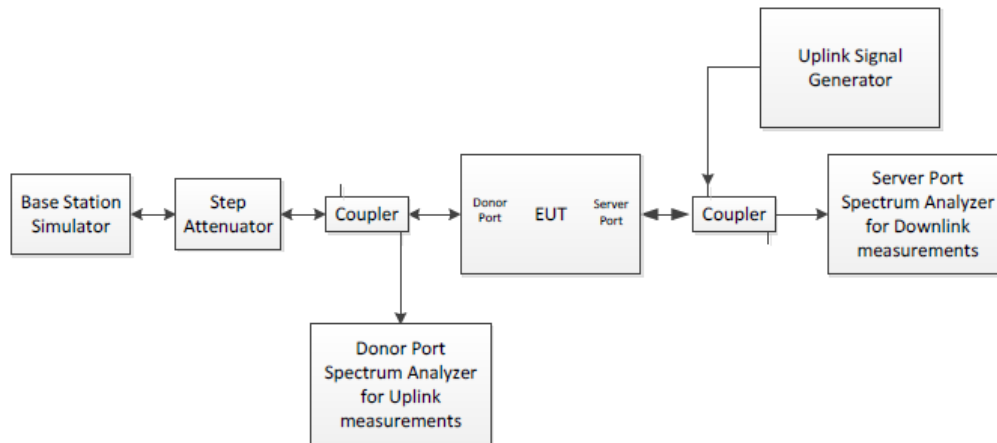 Uplink Signal
Generator
Base Station
Simulator
Step
Attenuator
Coupler
Donor
Port
EUT
Server
Port
Coupler
Server Port
Spectrum Analyzer
for Downlink
measurements
Donor Port
Spectrum Analyzer
for Uplink
measurements